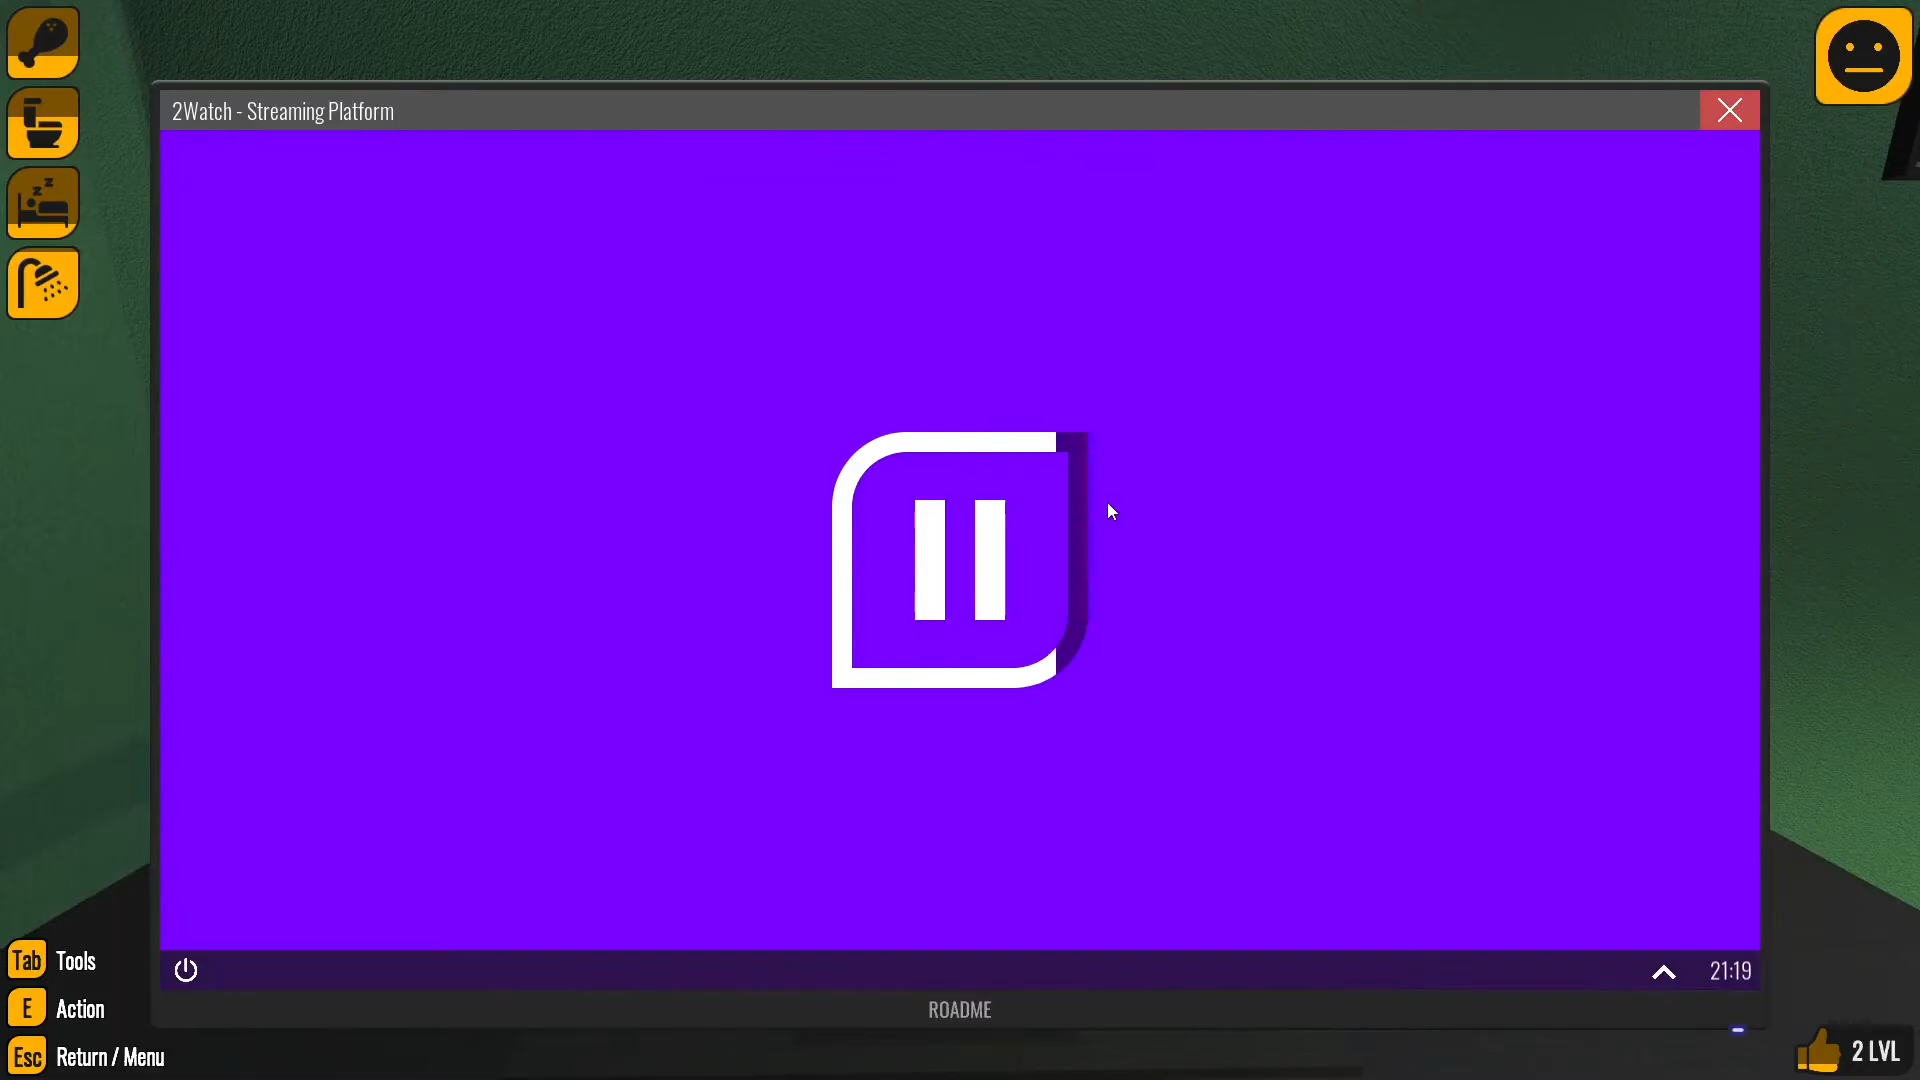 2Watch - Streaming Platform
z z
Tab Tools
E Action
Esc Return / Menu
21:19
ROADME
2 LVL